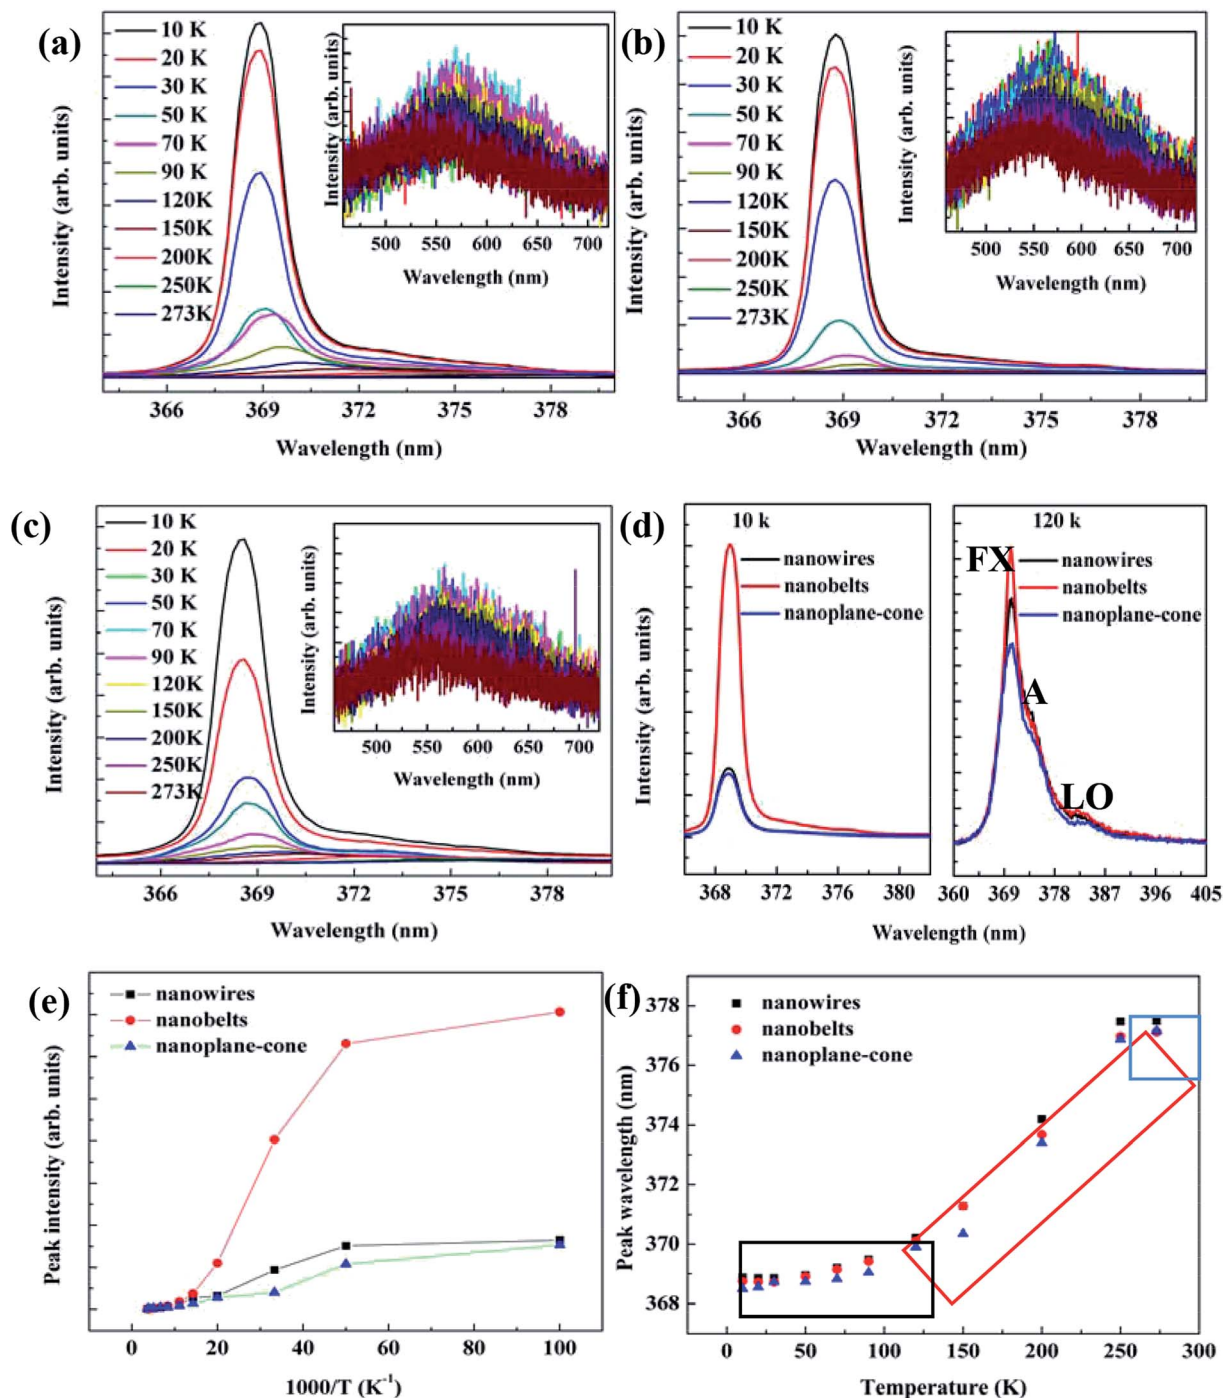 (a)
10 K
20 K
30 K
50 K
70 K
90 K
120K
150K
200K
250K
273K
Intensity (arb. units)
366 369 372 375 378
Wavelength (nm)
Intensity (arb. units)
500 550 600 650 700
Wavelength (nm)
(b)
10 K
20 K
30 K
50 K
70 K
90 K
120K
150K
200K
250K
273K
Intensity (arb. units)
366 369 372 375 378
Wavelength (nm)
Intensity (arb. units)
500 550 600 650 700
Wavelength (nm)
(c)
10 K
20 K
30 K
50 K
70 K
90 K
120K
150K
200K
250K
273K
Intensity (arb. units)
366 369 372 375 378
Wavelength (nm)
Intensity (arb. units)
500 550 600 650 700
Wavelength (nm)
(d)
10 k
nanowires
nanobelts
nanoplane-cone
Intensity (arb. units)
368 372 376 380
120 k
FX
nanowires
nanobelts
nanoplane-cone
A
LO
360 369 378 387 396 405
Wavelength (nm)
(e)
nanowires
nanobelts
nanoplane-cone
Peak intensity (arb. units)
0 20 40 60 80 100
1000/T (K⁻¹)
(f)
nanowires
nanobelts
nanoplane-cone
Peak wavelength (nm)
378
376
374
372
370
368
0 50 100 150 200 250 300
Temperature (K)